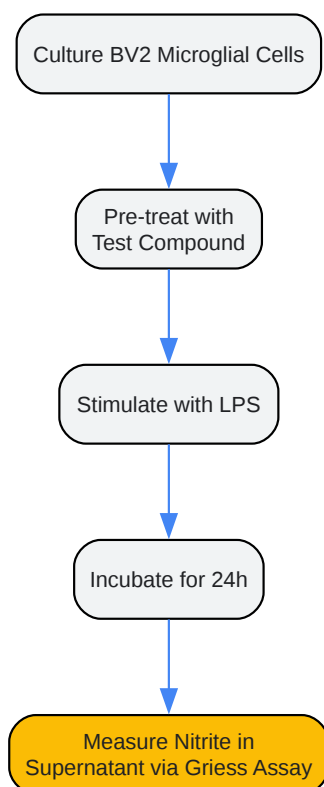 Culture BV2 Microglial Cells
Pre-treat with
Test Compound
Stimulate with LPS
Incubate for 24h
Measure Nitrite in
Supernatant via Griess Assay